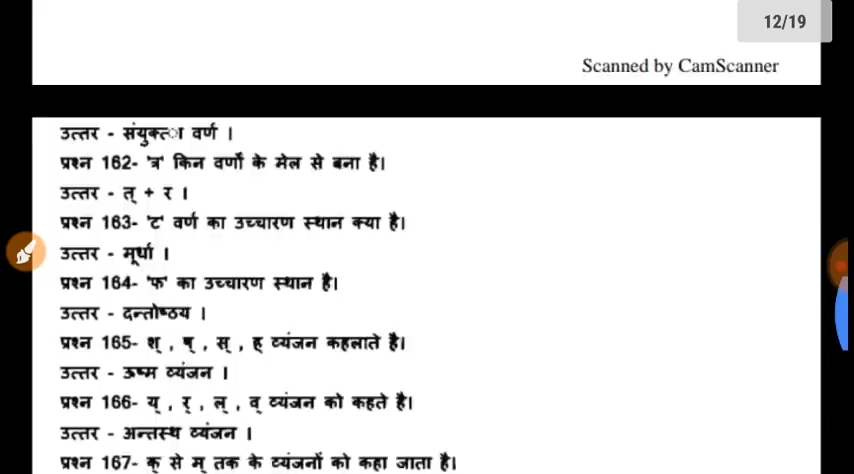 12/19
Scanned by CamScanner
उत्तर - संयुक्त्ा वर्ण ।
प्रश्न 162- 'त्र' किन वर्णों के मेल से बना है।
उत्तर - त् + र ।
प्रश्न 163- 'ट' वर्ण का उच्चारण स्थान क्या है।
उत्तर - मूर्धा ।
प्रश्न 164- 'फ' का उच्चारण स्थान है।
उत्तर - दन्तोष्ठय ।
प्रश्न 165- श् , ष् , स् , ह् व्यंजन कहलाते है।
उत्तर - ऊष्म व्यंजन ।
प्रश्न 166- य् , र् , ल् , व् व्यंजन को कहते है।
उत्तर - अन्तस्थ व्यंजन ।
प्रश्न 167- क् से म् तक के व्यंजनों को कहा जाता है।